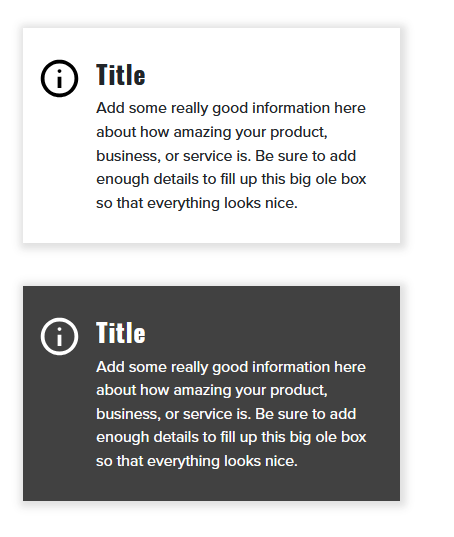 Title
Add some really good information here
about how amazing your product,
business, or service is. Be sure to add
enough details to fill up this big ole box
so that everything looks nice.
Title
Add some really good information here
about how amazing your product,
business, or service is. Be sure to add
enough details to fill up this big ole box
so that everything looks nice.